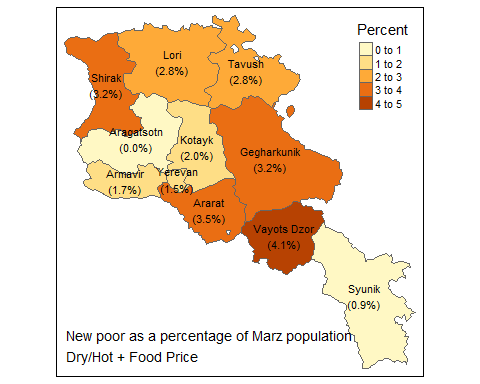 Percent
0 to 1
1 to 2
2 to 3
3 to 4
4 to 5
Lori
(2.8%)
Tavush
(2.8%)
Shirak
(3.2%)
Aragatsotn
(0.0%)
Kotayk
(2.0%)
Gegharkunik
(3.2%)
Armavir
(1.7%)
Yerevan
(1.5%)
Ararat
(3.5%)
Vayots Dzor
(4.1%)
Syunik
(0.9%)
New poor as a percentage of Marz population
Dry/Hot + Food Price